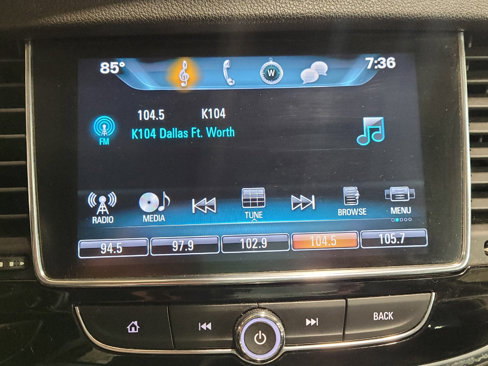 85°
W
7:36
104.5 K104
FM
K104 Dallas Ft. Worth
RADIO
MEDIA
TUNE
BROWSE
MENU
94.5 97.9 102.9 104.5 105.7
BACK